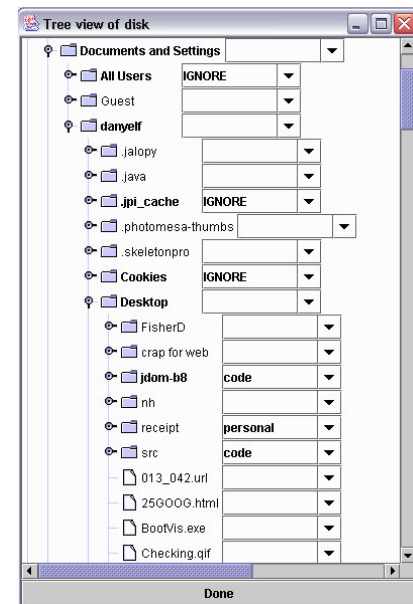 Tree view of disk
Documents and Settings
All Users IGNORE
Guest
danyelf
.jalopy
.java
.jpi_cache IGNORE
.photomesa-thumbs
.skeletonpro
Cookies IGNORE
Desktop
FisherD
crap for web
jdom-b8 code
nh
receipt personal
src code
013_042.url
25GOOG.html
BootVis.exe
Checking.qif
Done